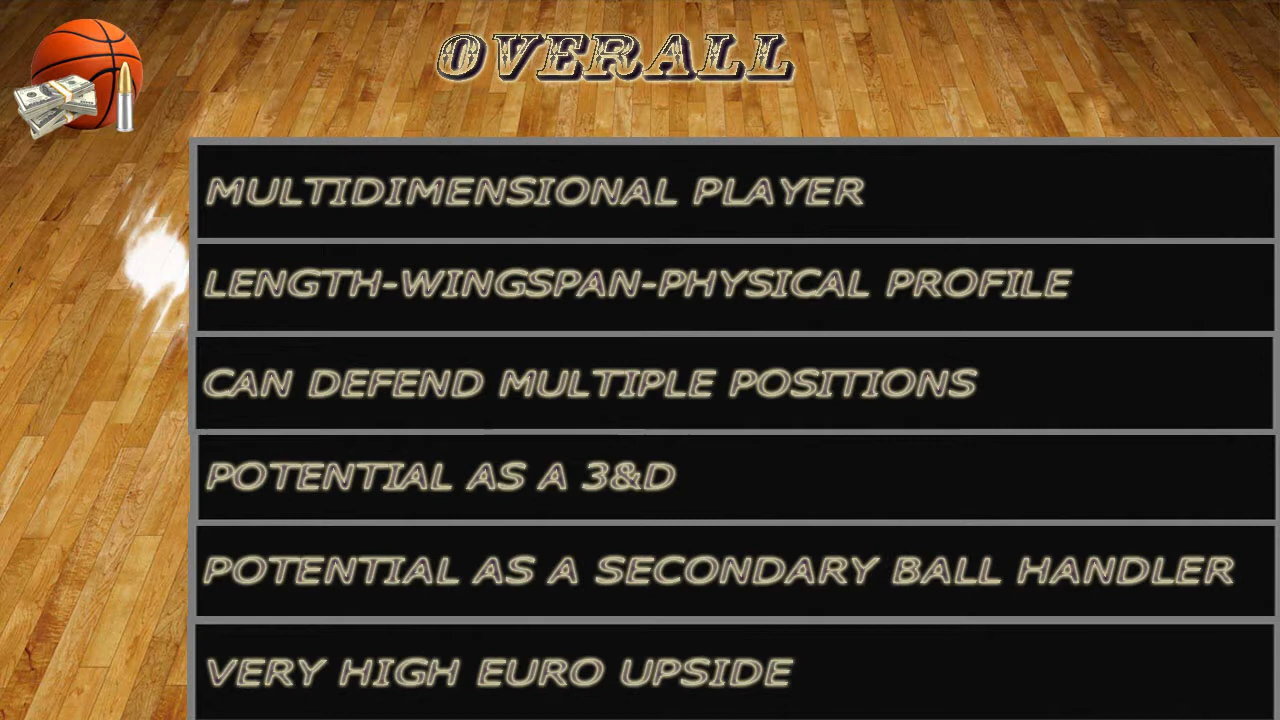 OVERALL
MULTIDIMENSIONAL PLAYER
LENGTH-WINGSPAN-PHYSICAL PROFILE
CAN DEFEND MULTIPLE POSITIONS
POTENTIAL AS A 3&D
POTENTIAL AS A SECONDARY BALL HANDLER
VERY HIGH EURO UPSIDE